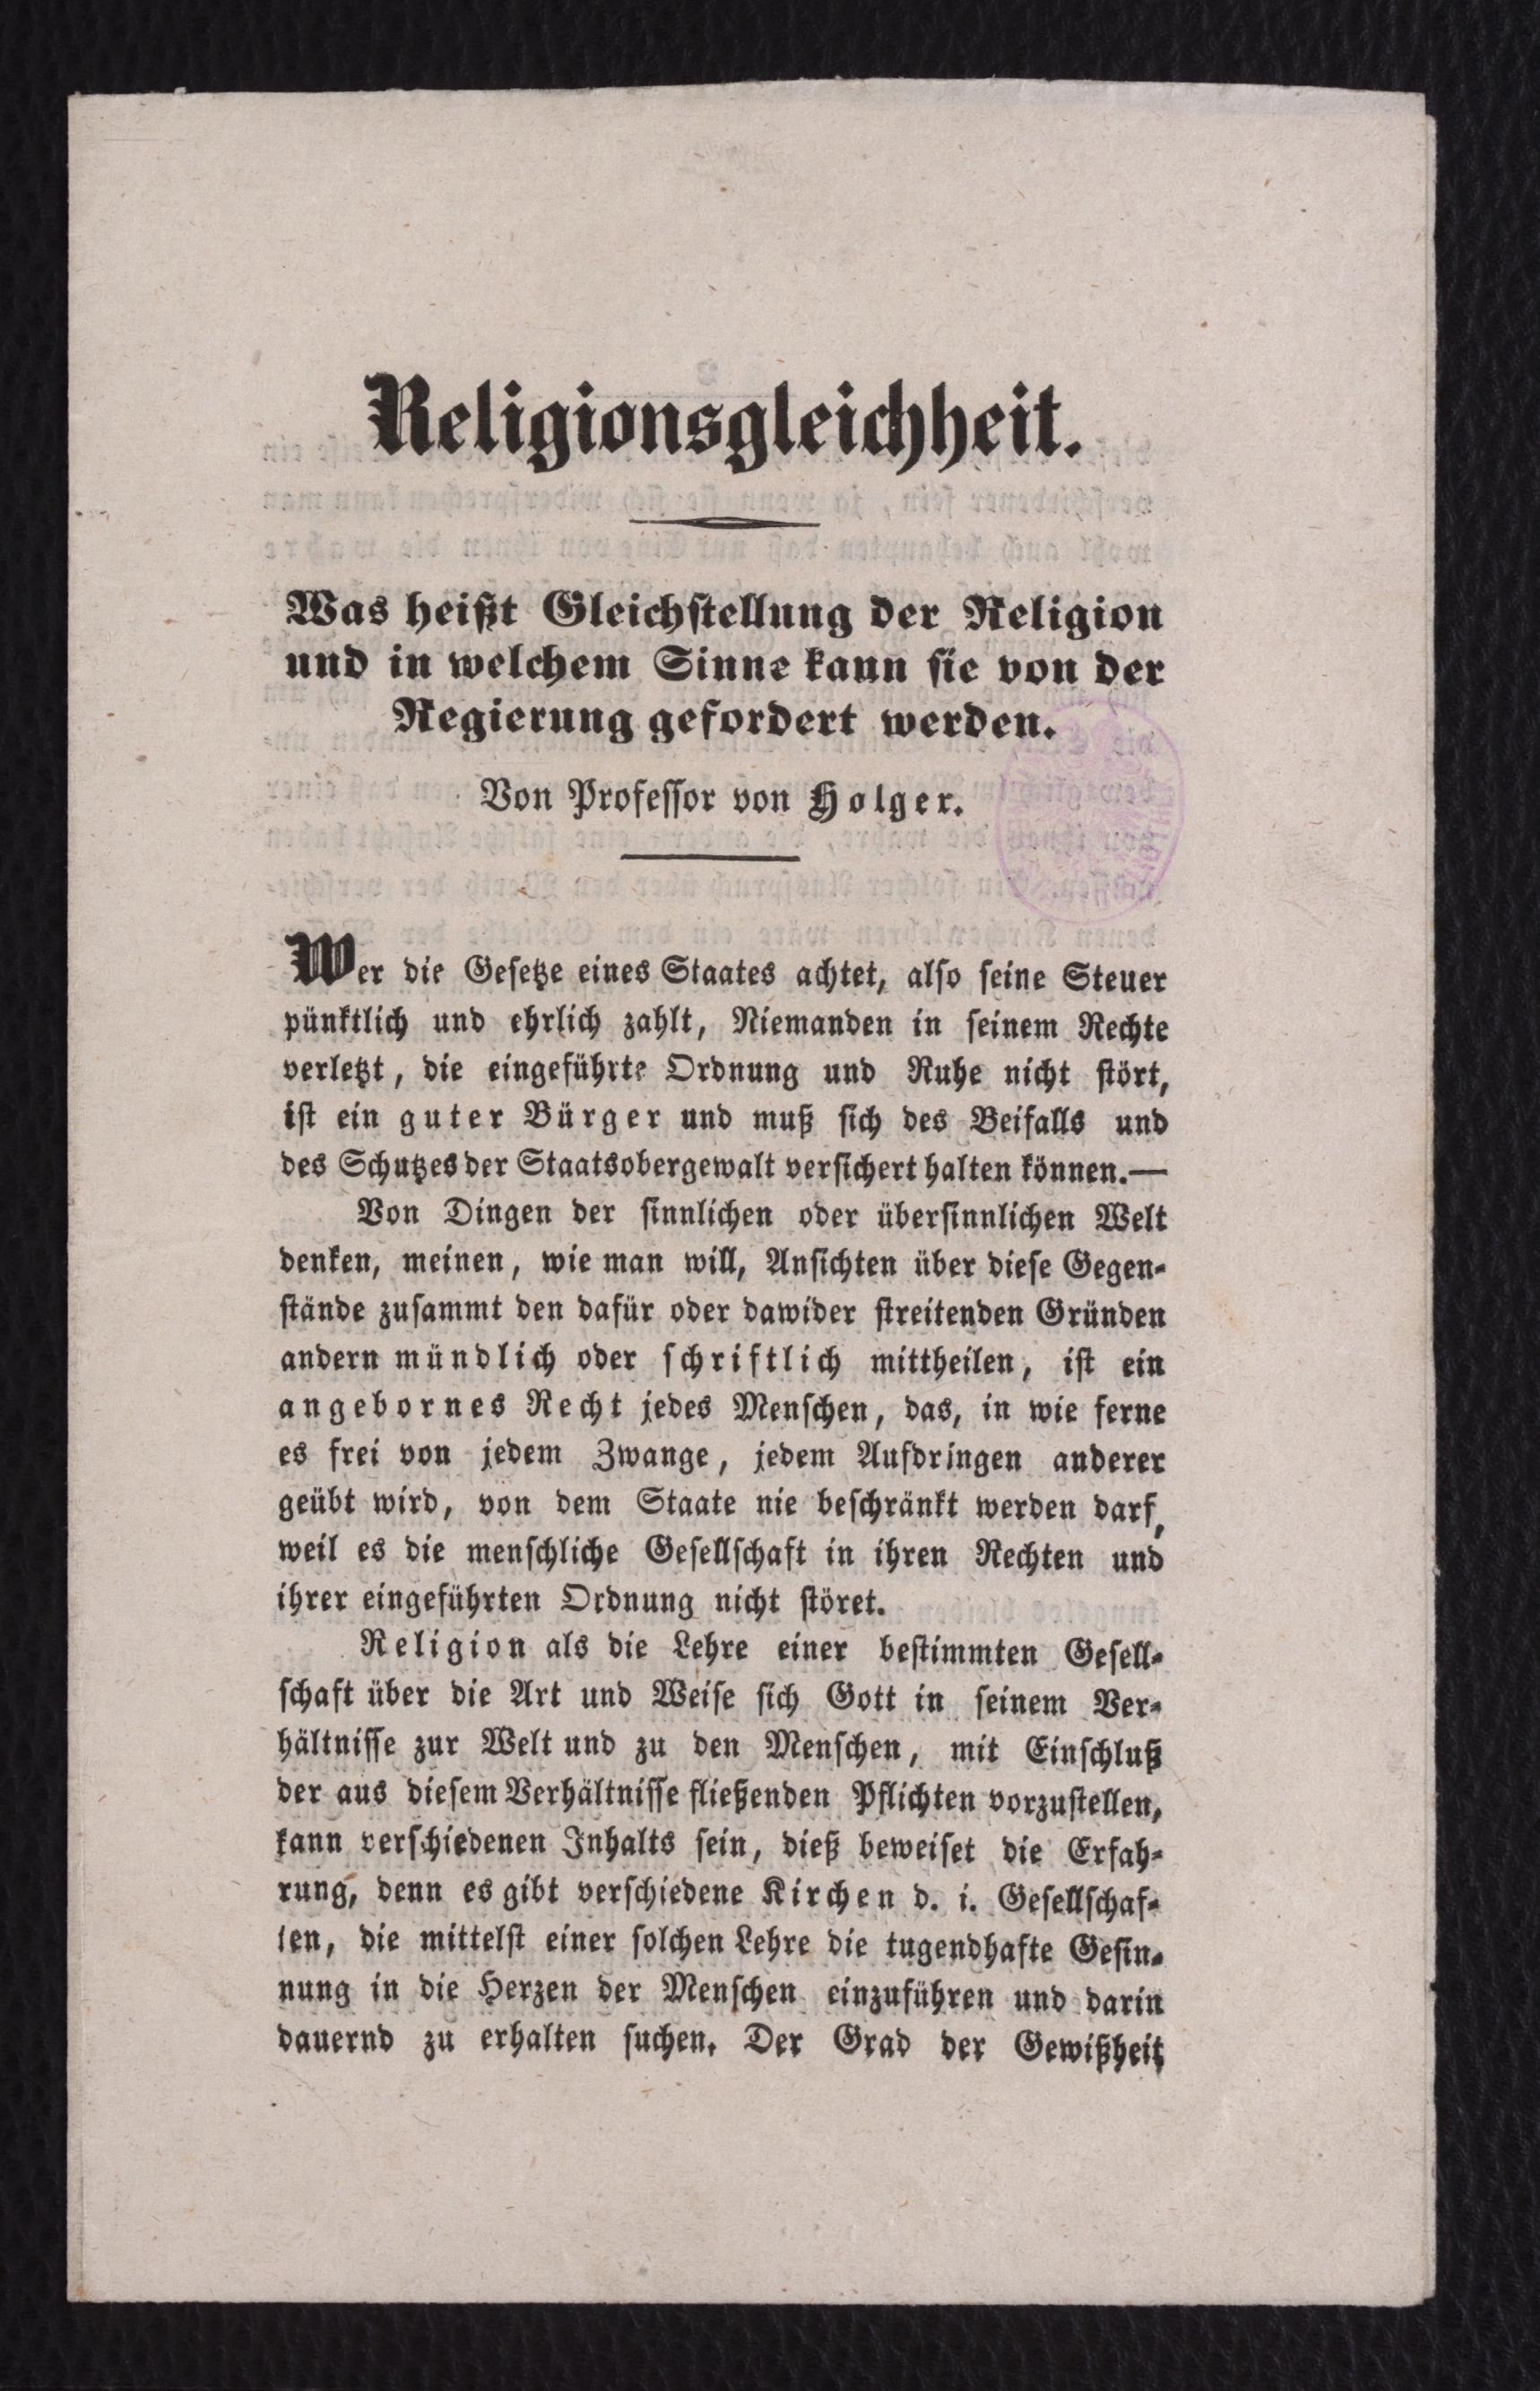 Religionsgleichheit.
Was heißt Gleichstellung der Religion
und in welchem Sinne kann sie von der
Regierung gefordert werden.
Von Professor von Holger.
Wer die Gesetze eines Staates achtet, also seine Steuer
pünktlich und ehrlich zahlt, Niemanden in seinem Rechte
verletzt, die eingeführte Ordnung und Ruhe nicht stört,
ist ein guter Bürger und muß sich des Beifalls und
des Schutzes der Staatsobergewalt versichert halten können.—
Von Dingen der sinnlichen oder übersinnlichen Welt
denken, meinen, wie man will, Ansichten über diese Gegen-
stände zusammt den dafür oder dawider streitenden Gründen
andern mündlich oder schriftlich mittheilen, ist ein
angebornes Recht jedes Menschen, das, in wie ferne
es frei von jedem Zwange, jedem Aufdringen anderer
geübt wird, von dem Staate nie beschränkt werden darf,
weil es die menschliche Gesellschaft in ihren Rechten und
ihrer eingeführten Ordnung nicht störet.
Religion als die Lehre einer bestimmten Gesell-
schaft über die Art und Weise sich Gott in seinem Ver-
hältnisse zur Welt und zu den Menschen, mit Einschluß
der aus diesem Verhältnisse fließenden Pflichten vorzustellen,
kann verschiedenen Inhalts sein, dieß beweiset die Erfah-
rung, denn es gibt verschiedene Kirchen d. i. Gesellschaf-
ten, die mittelst einer solchen Lehre die tugendhafte Gesin-
nung in die Herzen der Menschen einzuführen und darin
dauernd zu erhalten suchen. Der Grad der Gewißheit